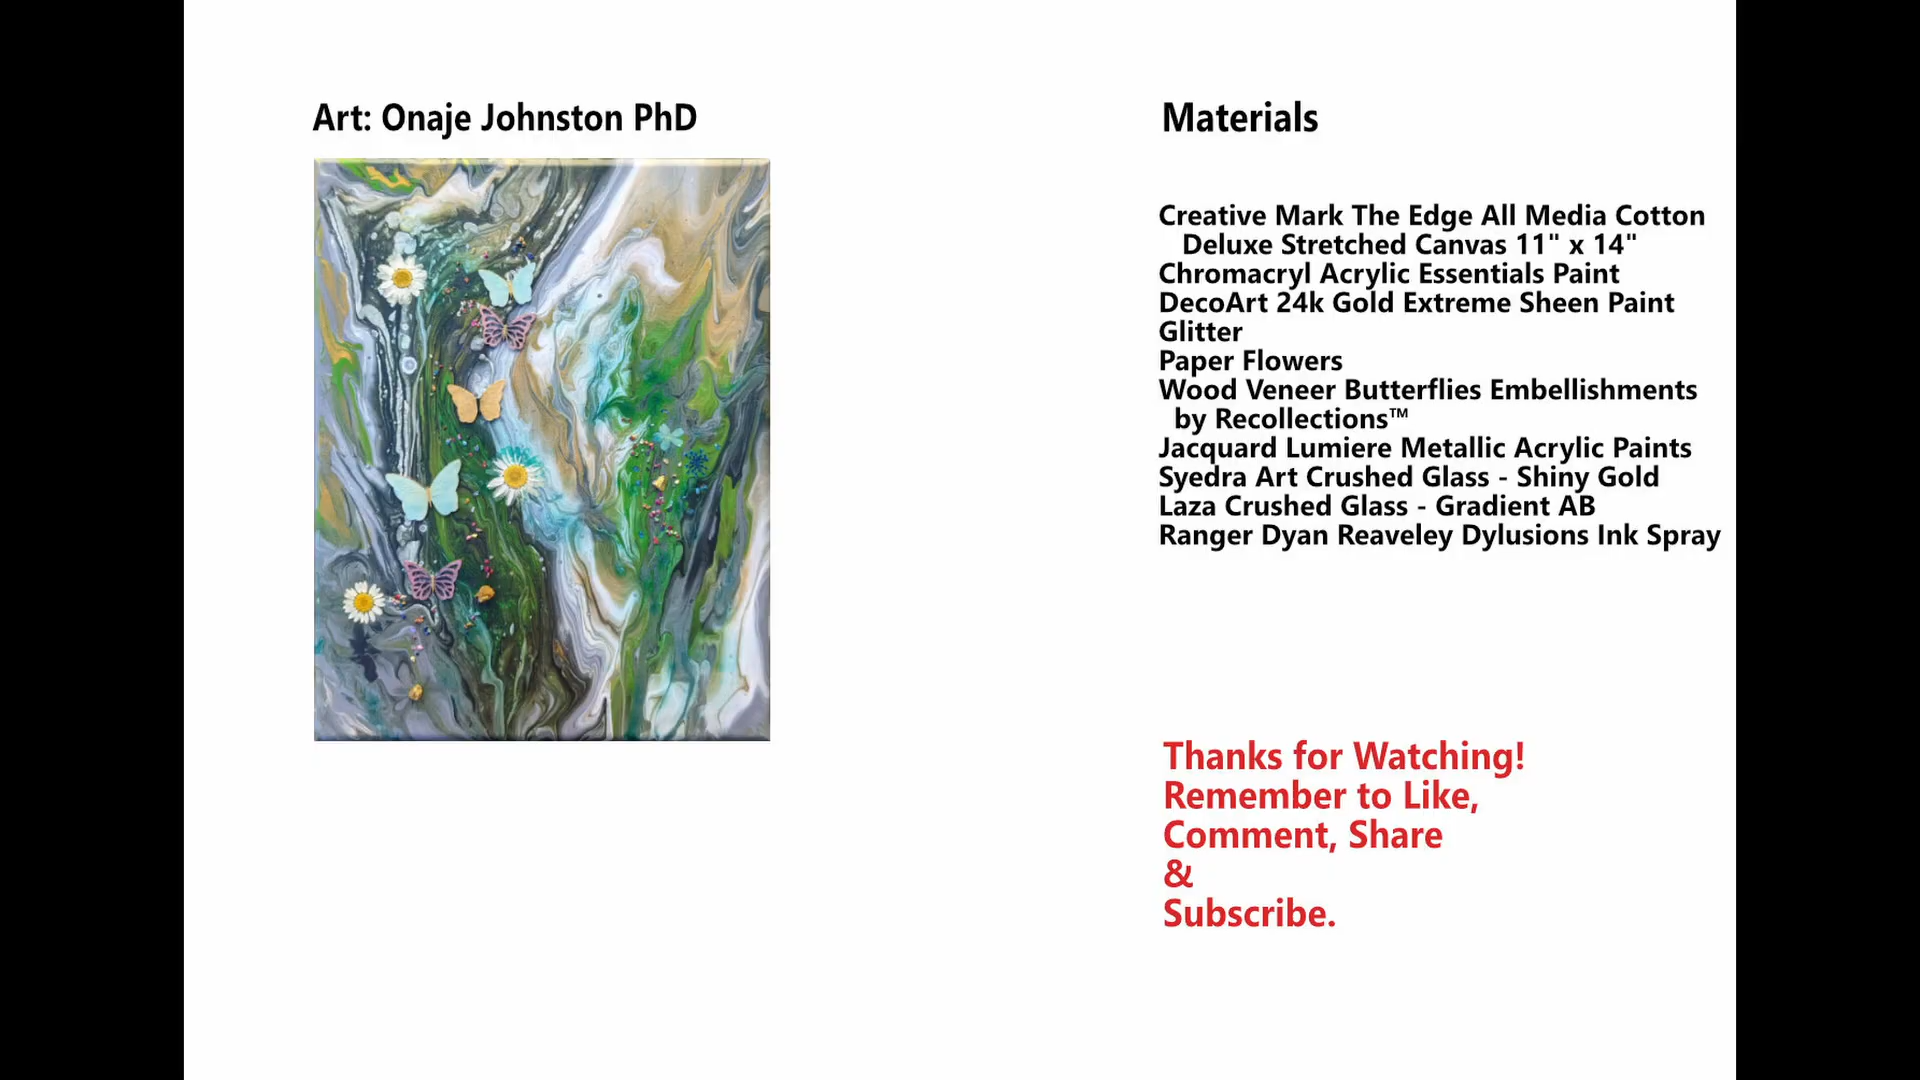 Art: Onaje Johnston PhD
Materials
Creative Mark The Edge All Media Cotton
Deluxe Stretched Canvas 11" x 14"
Chromacryl Acrylic Essentials Paint
DecoArt 24k Gold Extreme Sheen Paint
Glitter
Paper Flowers
Wood Veneer Butterflies Embellishments
by Recollections™
Jacquard Lumiere Metallic Acrylic Paints
Syedra Art Crushed Glass - Shiny Gold
Laza Crushed Glass - Gradient AB
Ranger Dyan Reaveley Dylusions Ink Spray
Thanks for Watching!
Remember to Like,
Comment, Share
&
Subscribe.